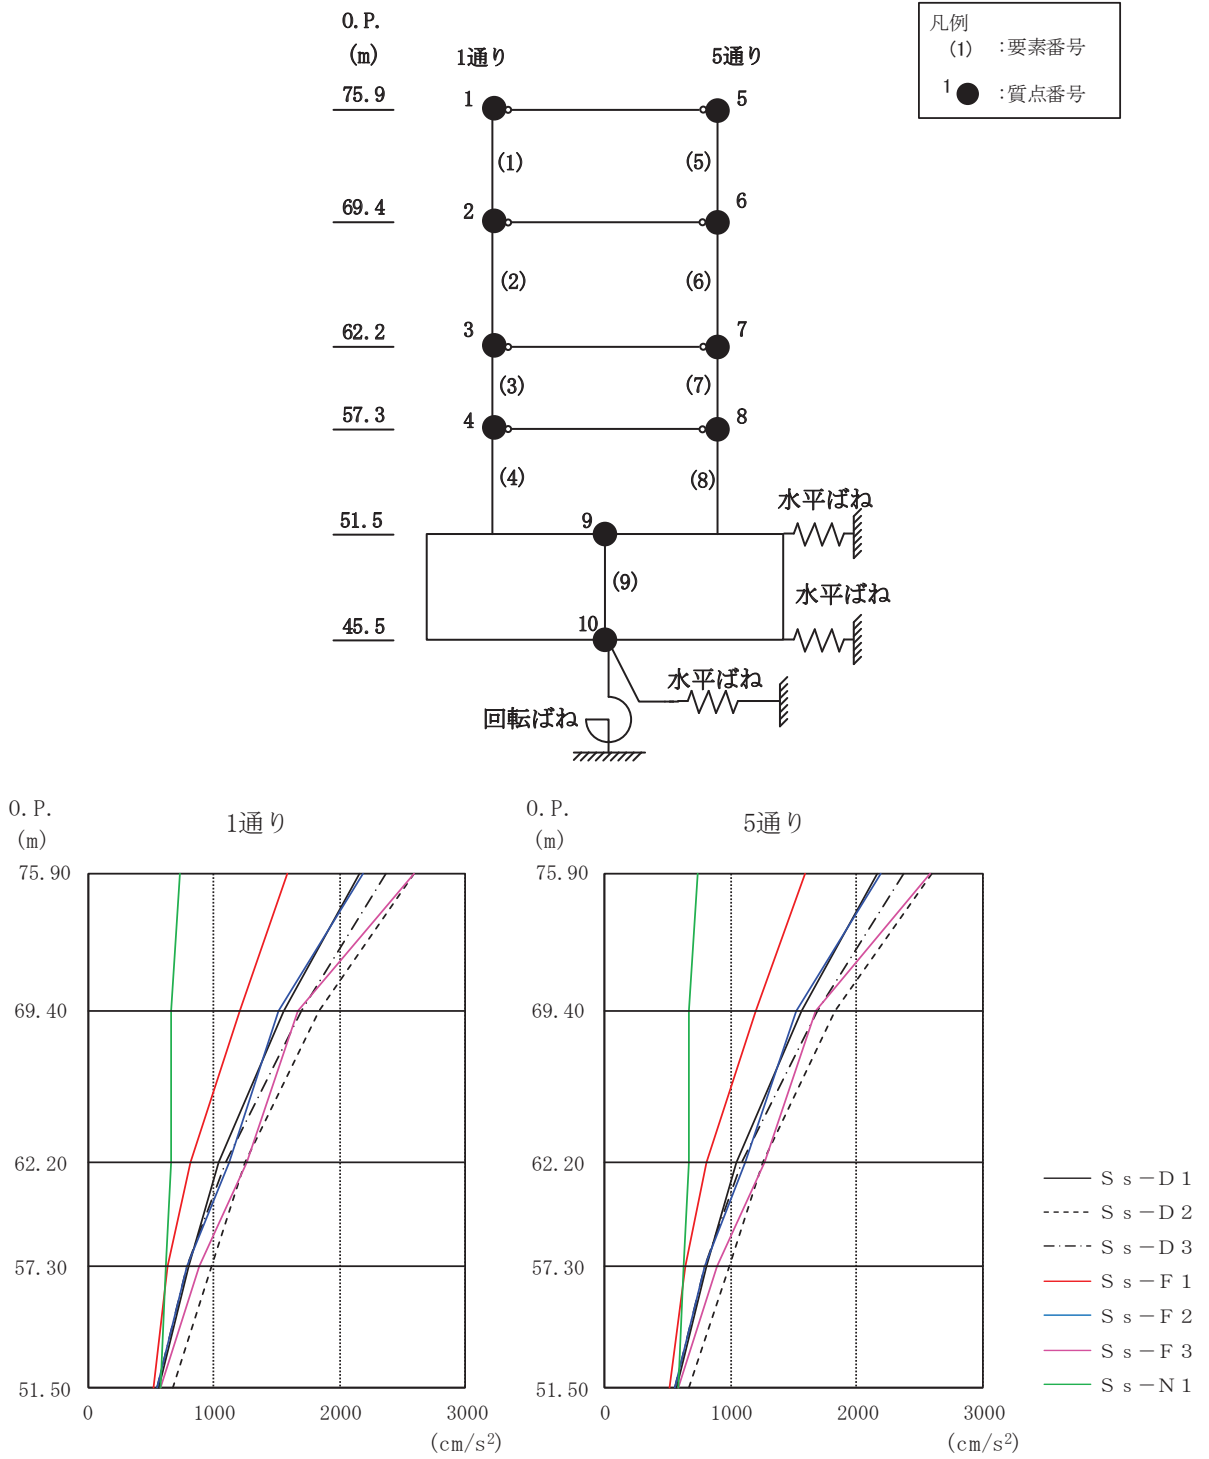 O.P.
(m)
1通り
5通り
凡例
(1) :要素番号
1 :質点番号
75.9
1
5
(1)
(5)
69.4
2
6
(2)
(6)
62.2
3
7
(3)
(7)
57.3
4
8
(4)
(8)
水平ばね
51.5
9
(9)
水平ばね
45.5
10
水平ばね
回転ばね
O.P.
(m)
1通り
75.90
69.40
62.20
57.30
51.50
0 1000 2000 3000
(cm/s²)
O.P.
(m)
5通り
75.90
69.40
62.20
57.30
51.50
0 1000 2000 3000
(cm/s²)
Ss-D1
Ss-D2
Ss-D3
Ss-F1
Ss-F2
Ss-F3
Ss-N1